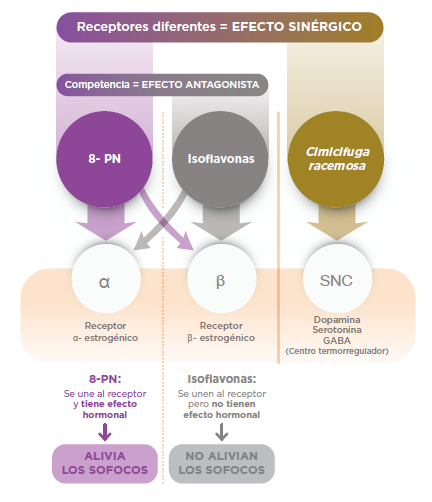 Receptores diferentes = EFECTO SINÉRGICO
Competencia = EFECTO ANTAGONISTA
8- PN
Isoflavonas
Cimicifuga
racemosa
α
β
SNC
Receptor
α- estrogénico
Receptor
β- estrogénico
Dopamina
Serotonina
GABA
(Centro termorregulador)
8-PN:
Se une al receptor
y tiene efecto
hormonal
Isoflavonas:
Se unen al receptor
pero no tienen
efecto hormonal
ALIVIA
LOS SOFOCOS
NO ALIVIAN
LOS SOFOCOS